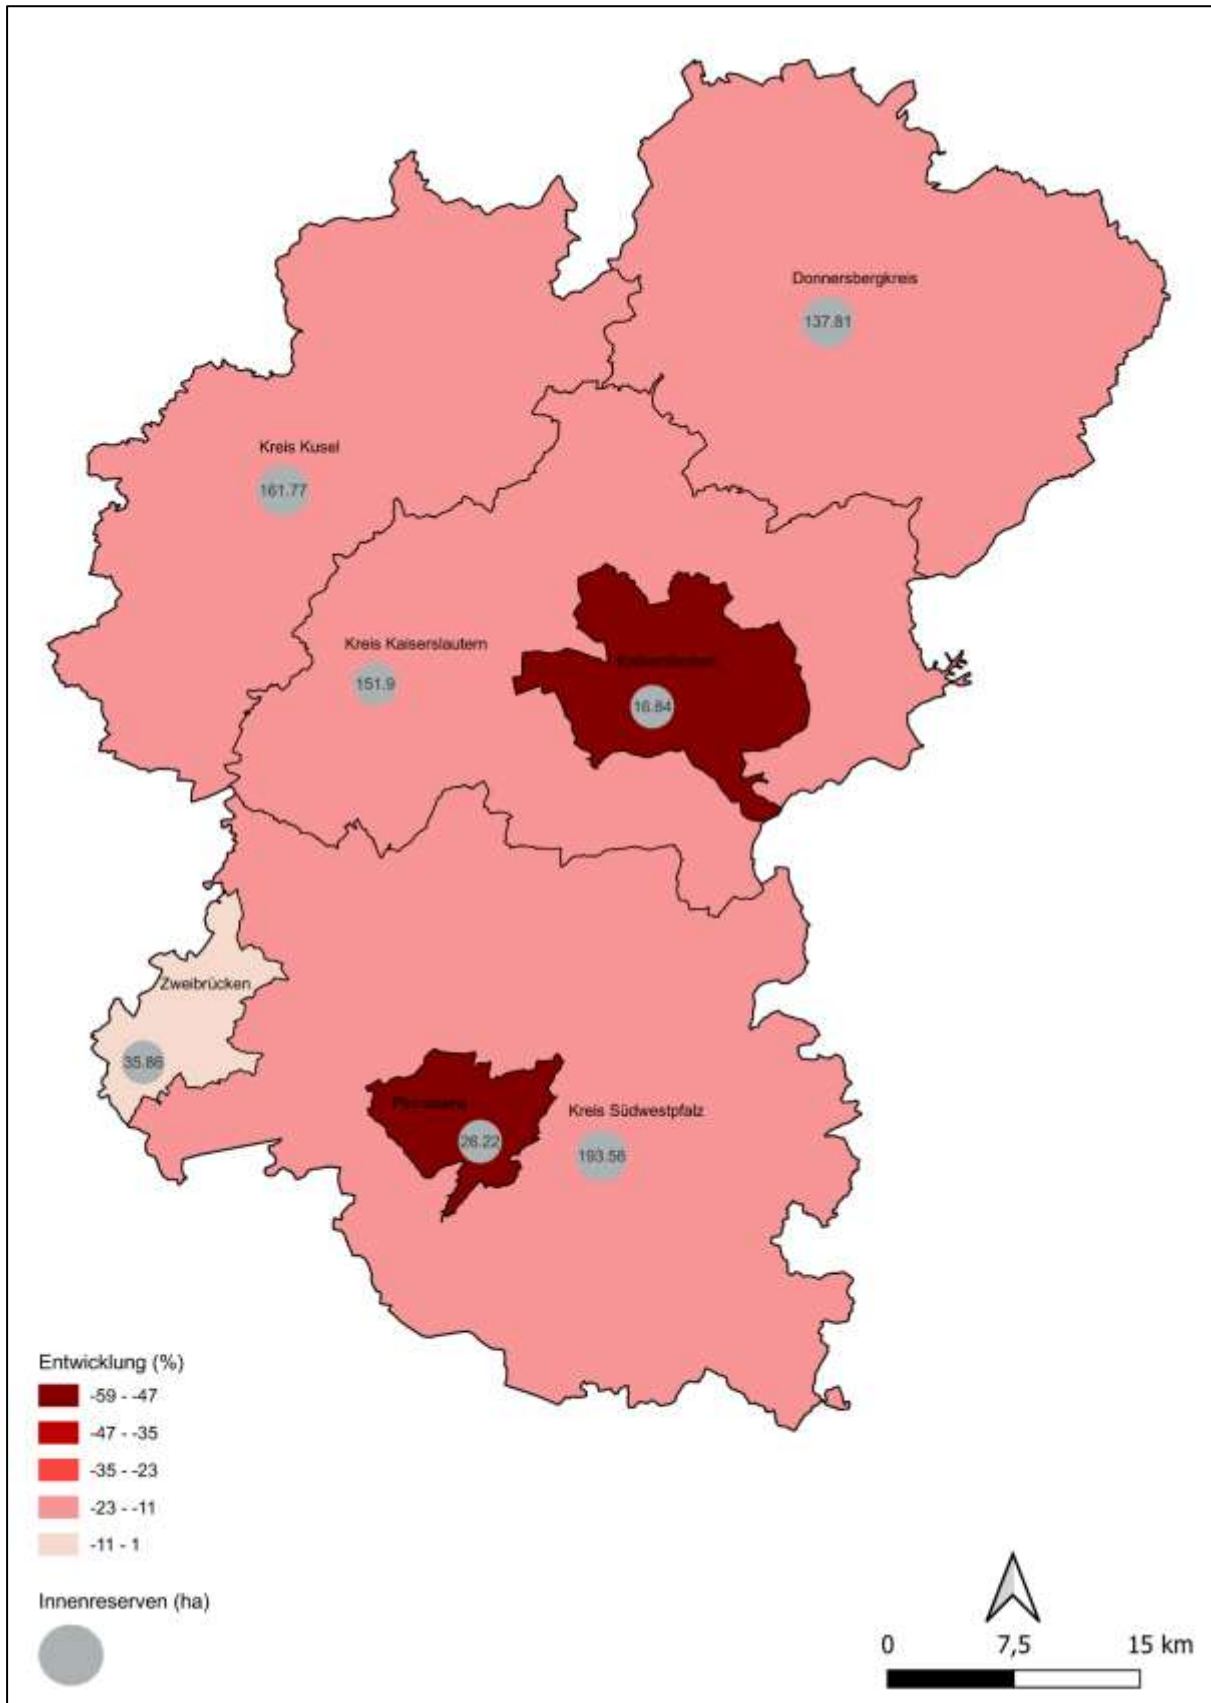 Donnersbergkreis
137.81
Kreis Kusel
161.77
Kreis Kaiserslautern
151.9
Kaiserslautern
16.84
Zweibrücken
35.86
Pirmasens
26.22
Kreis Südwestpfalz
193.56
Entwicklung (%)
-59 - -47
-47 - -35
-35 - -23
-23 - -11
-11 - 1
Innenreserven (ha)
0 7,5 15 km